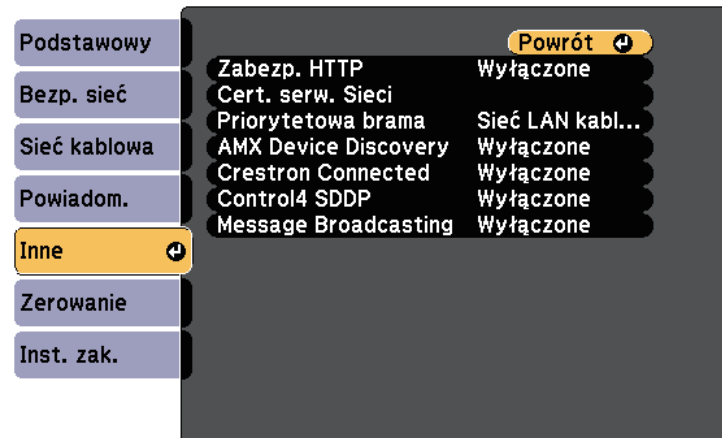 Podstawowy
Bezp. sieć
Sieć kablowa
Powiadom.
Inne
Zerowanie
Inst. zak.
Powrót
Zabezp. HTTP Wyłączone
Cert. serw. Sieci
Priorytetowa brama Sieć LAN kabl...
AMX Device Discovery Wyłączone
Crestron Connected Wyłączone
Control4 SDDP Wyłączone
Message Broadcasting Wyłączone